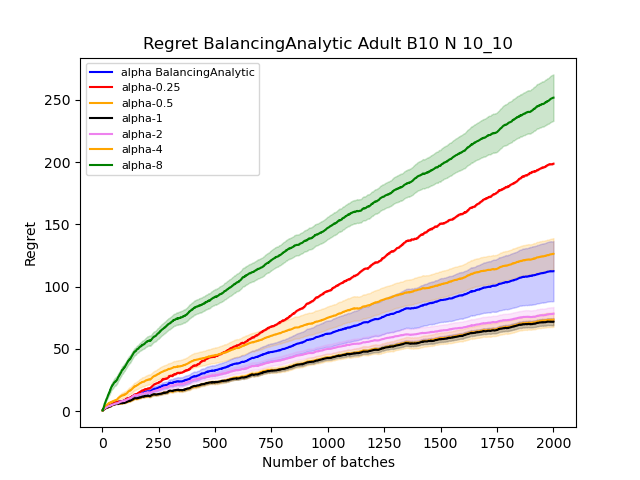 Regret BalancingAnalytic Adult B10 N 10_10
alpha BalancingAnalytic
alpha-0.25
alpha-0.5
alpha-1
alpha-2
alpha-4
alpha-8
Regret
250
200
150
100
50
0
0 250 500 750 1000 1250 1500 1750 2000
Number of batches